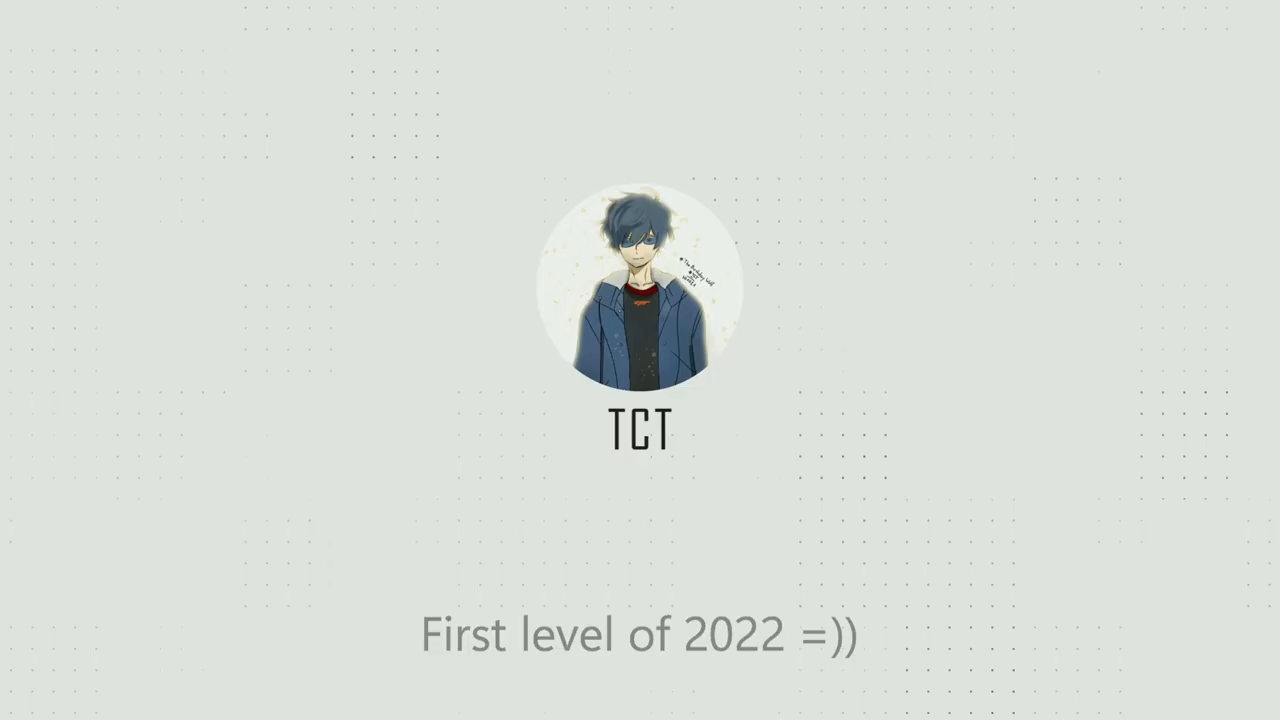 TCT
First level of 2022 =))